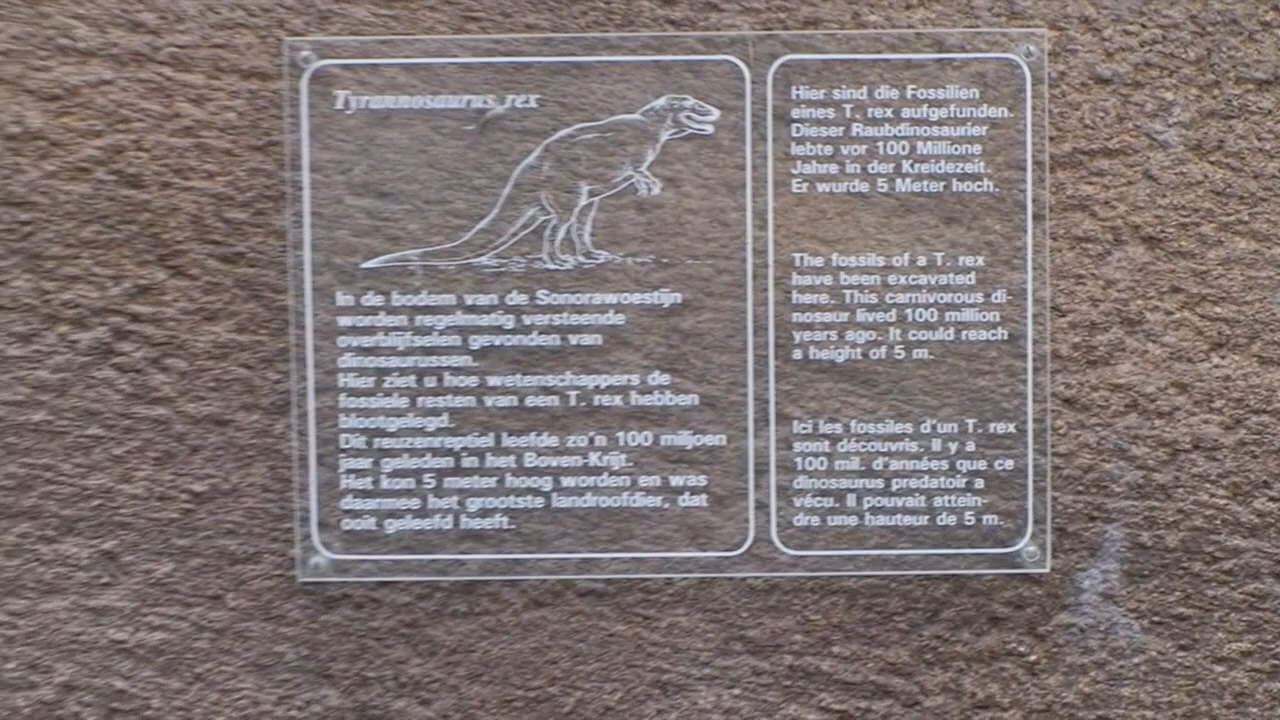 Tyrannosaurus rex
In de bodem van de Sonorawoestijn
worden regelmatig versteende
overblijfselen gevonden van
dinosaurussen.
Hier ziet u hoe wetenschappers de
fossiele resten van een T. rex hebben
blootgelegd.
Dit reuzenreptiel leefde zo'n 100 miljoen
jaar geleden in het Boven-Krijt.
Het kon 5 meter hoog worden en was
daarmee het grootste landroofdier, dat
ooit geleefd heeft.
Hier sind die Fossilien
eines T. rex aufgefunden.
Dieser Raubdinosaurier
lebte vor 100 Millione
Jahre in der Kreidezeit.
Er wurde 5 Meter hoch.
The fossils of a T. rex
have been excavated
here. This carnivorous di-
nosaur lived 100 million
years ago. It could reach
a height of 5 m.
Ici les fossiles d'un T. rex
sont découvris. Il y a
100 mil. d'années que ce
dinosaurus predatoir a
vécu. Il pouvait attein-
dre une hauteur de 5 m.